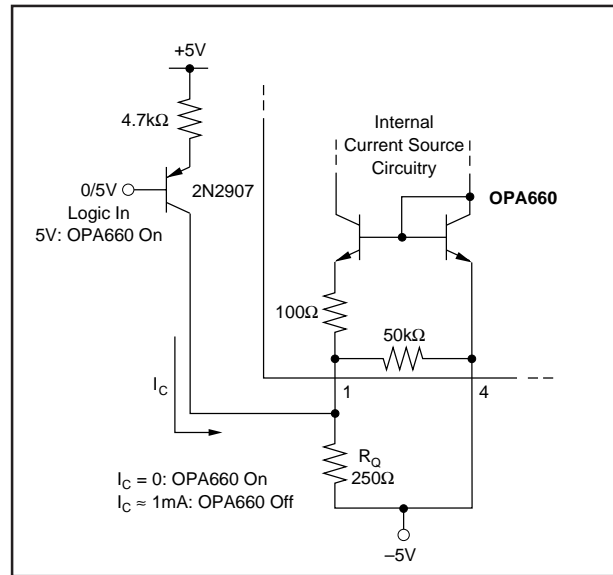 +5V
4.7kΩ
Internal
Current Source
Circuitry
0/5V
2N2907
OPA660
Logic In
5V: OPA660 On
100Ω
50kΩ
I_C
1
4
R_Q
250Ω
I_C = 0: OPA660 On
I_C ≈ 1mA: OPA660 Off
–5V